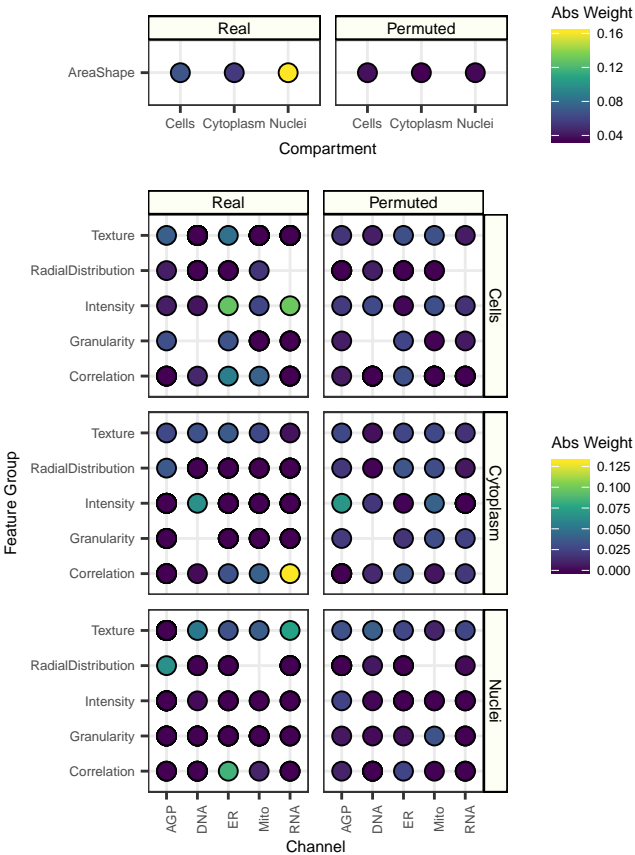 Real Permuted
AreaShape
Cells Cytoplasm Nuclei Cells Cytoplasm Nuclei
Compartment
Abs Weight
0.16
0.12
0.08
0.04
Real Permuted
Texture
RadialDistribution
Intensity
Granularity
Correlation
Cells
Texture
RadialDistribution
Intensity
Granularity
Correlation
Cytoplasm
Texture
RadialDistribution
Intensity
Granularity
Correlation
Nuclei
AGP DNA ER Mito RNA AGP DNA ER Mito RNA
Channel
Feature Group
Abs Weight
0.125
0.100
0.075
0.050
0.025
0.000